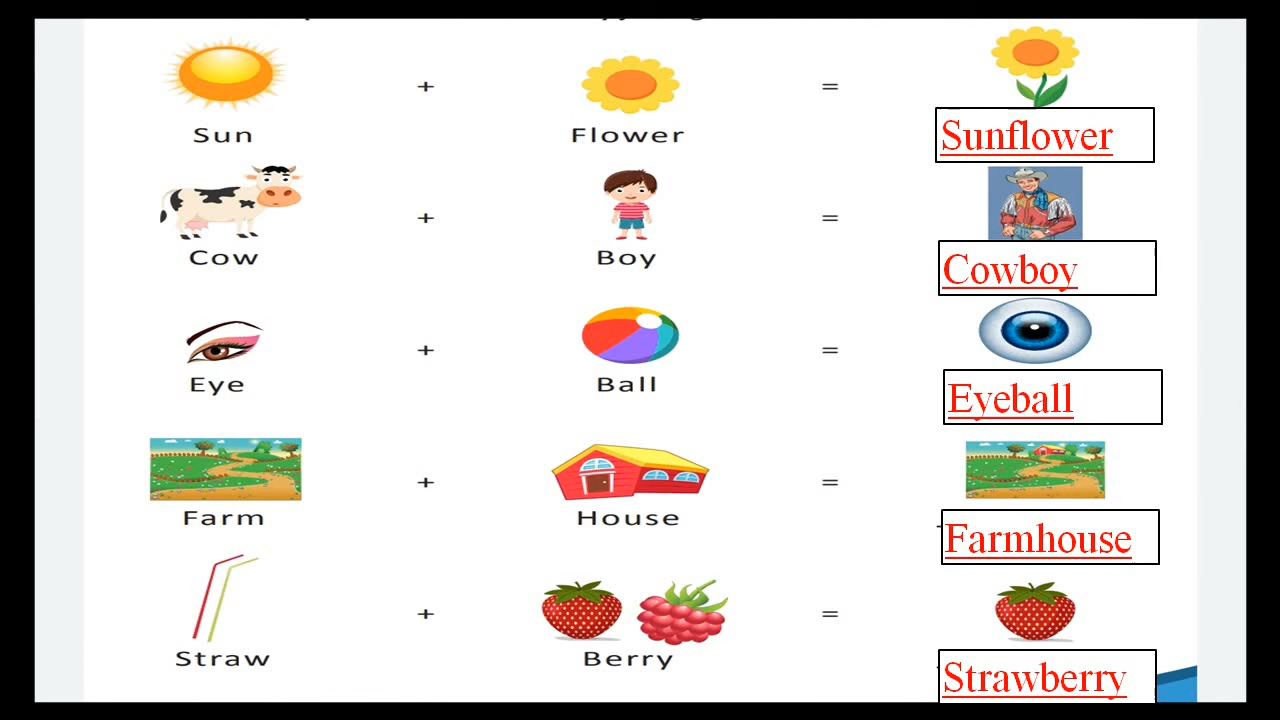 Sun + Flower = Sunflower
Cow + Boy = Cowboy
Eye + Ball = Eyeball
Farm + House = Farmhouse
Straw + Berry = Strawberry